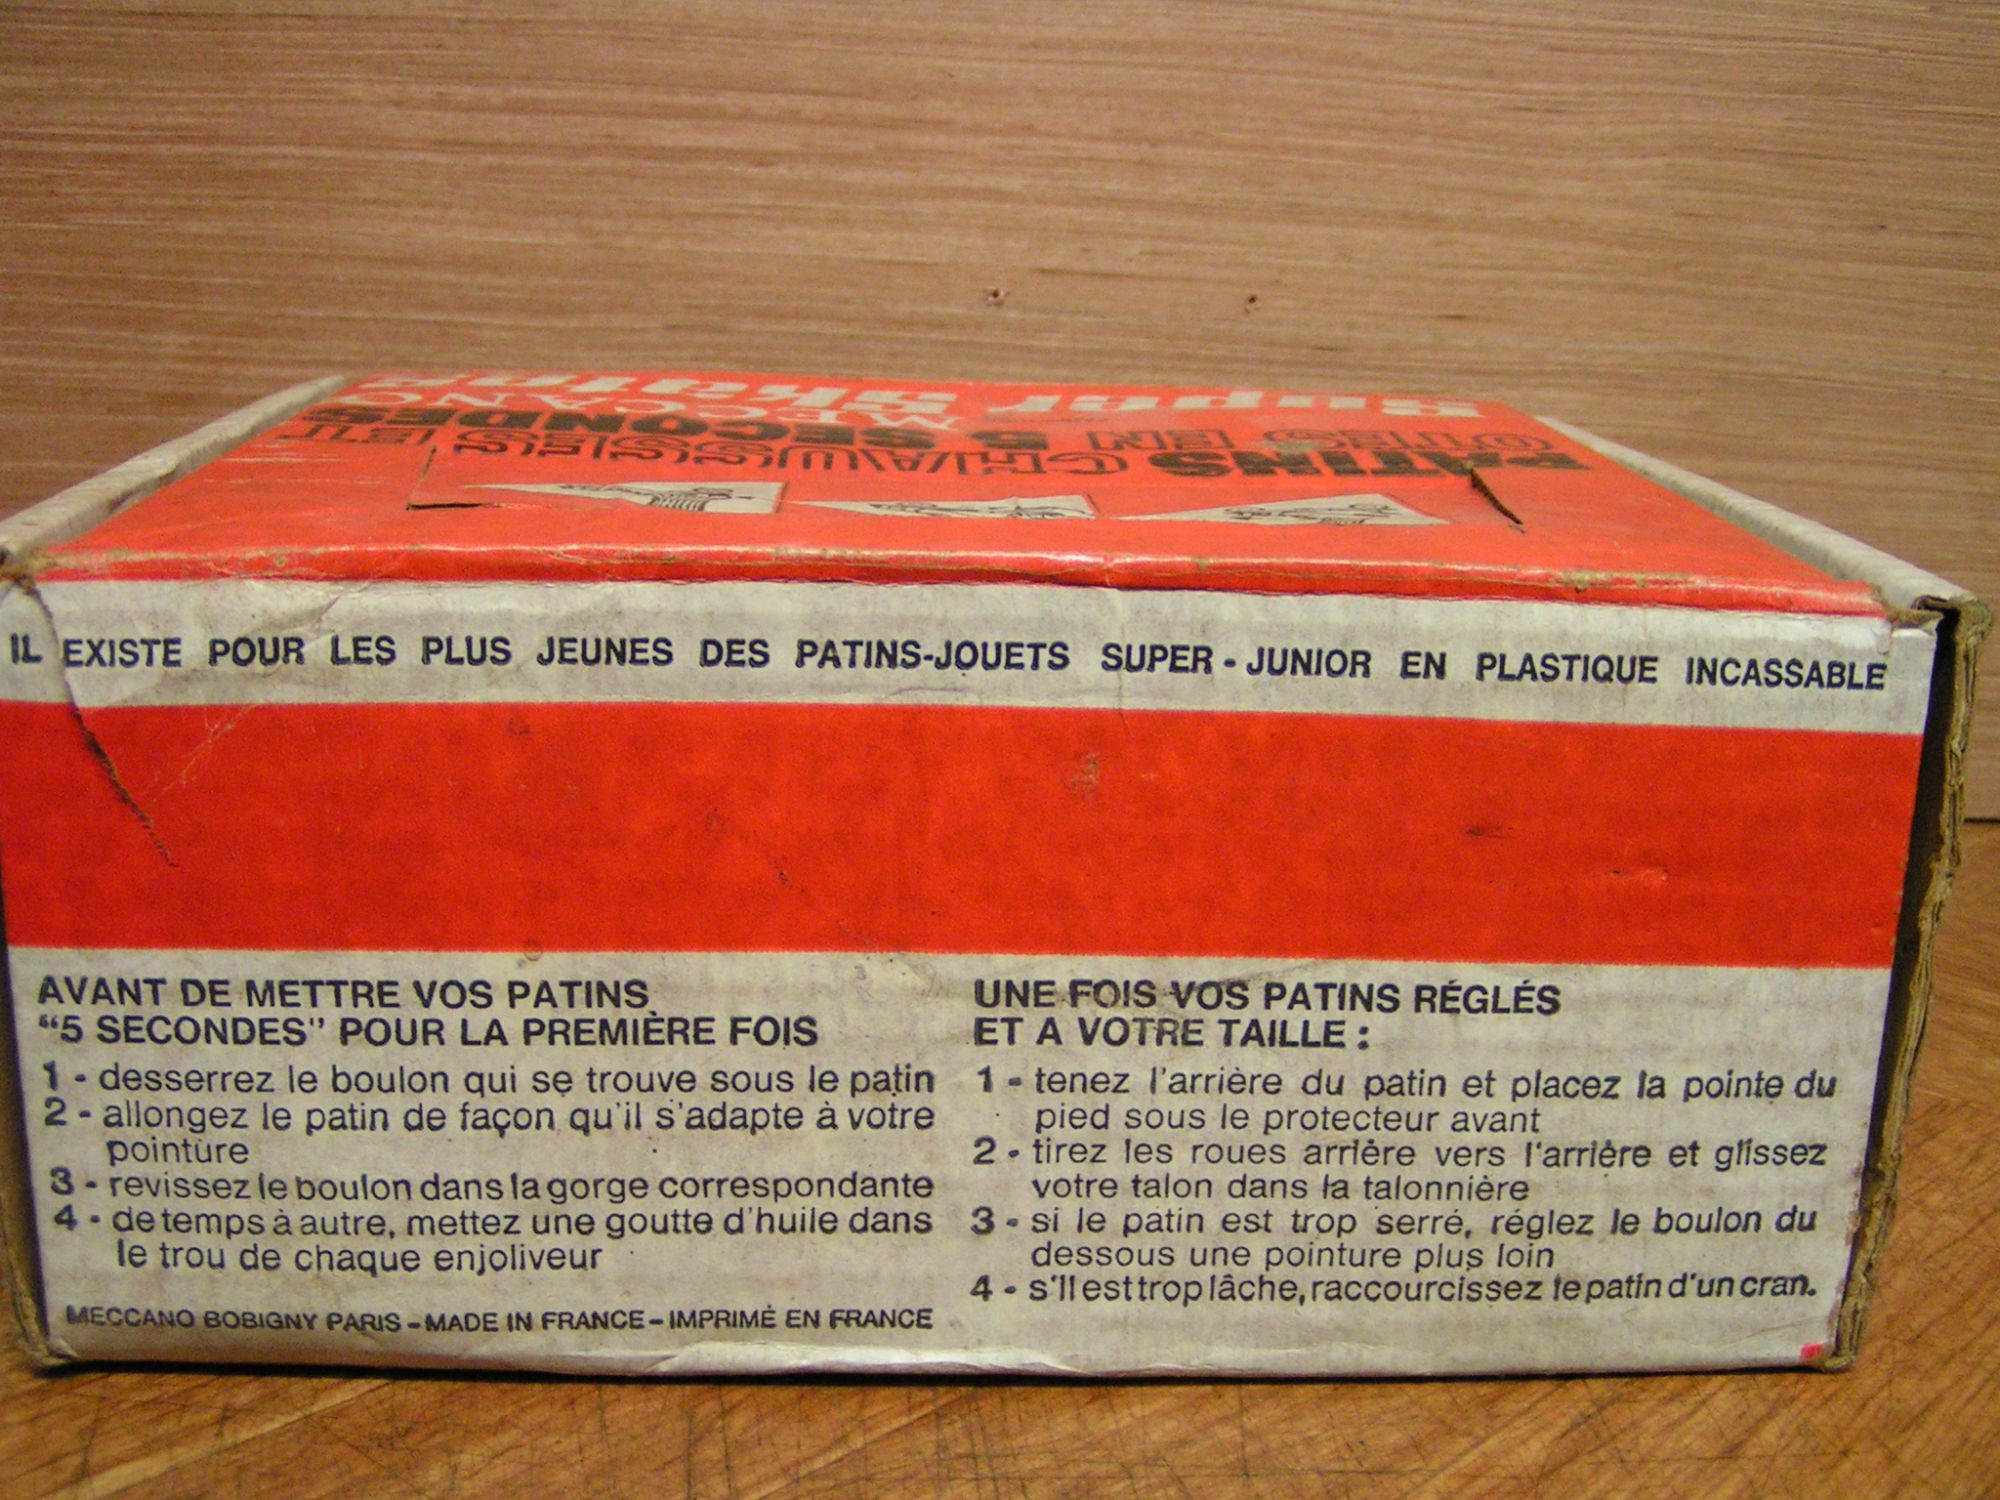 PATINS CHAUSSES ET
OTES EN 5 SECONDES
MECCANO
Super
IL EXISTE POUR LES PLUS JEUNES DES PATINS-JOUETS SUPER-JUNIOR EN PLASTIQUE INCASSABLE
AVANT DE METTRE VOS PATINS
“5 SECONDES” POUR LA PREMIÈRE FOIS
1 - desserrez le boulon qui se trouve sous le patin
2 - allongez le patin de façon qu'il s'adapte à votre
pointure
3 - revissez le boulon dans la gorge correspondante
4 - de temps à autre, mettez une goutte d'huile dans
le trou de chaque enjoliveur
MECCANO BOBIGNY PARIS - MADE IN FRANCE - IMPRIMÉ EN FRANCE
UNE FOIS VOS PATINS RÉGLÉS
ET A VOTRE TAILLE :
1 - tenez l'arrière du patin et placez la pointe du
pied sous le protecteur avant
2 - tirez les roues arrière vers l'arrière et glissez
votre talon dans la talonnière
3 - si le patin est trop serré, réglez le boulon du
dessous une pointure plus loin
4 - s'il est trop lâche, raccourcissez le patin d'un cran.